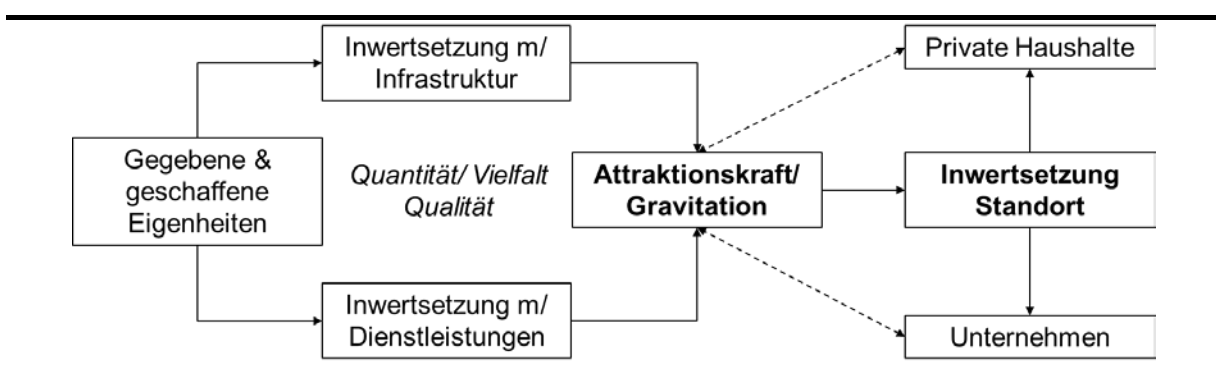 Inwertsetzung m/
Infrastruktur
Private Haushalte
Gegebene &
geschaffene
Eigenheiten
Quantität/ Vielfalt
Qualität
Attraktionskraft/
Gravitation
Inwertsetzung
Standort
Inwertsetzung m/
Dienstleistungen
Unternehmen